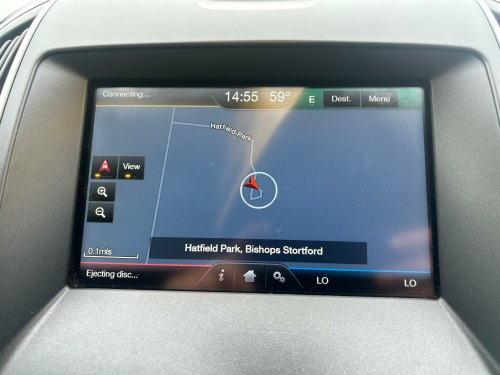 Connecting...
14:55 59° E Dest. Menu
Hatfield Park
N View
0.1mls
Hatfield Park, Bishops Stortford
Ejecting disc... i LO LO